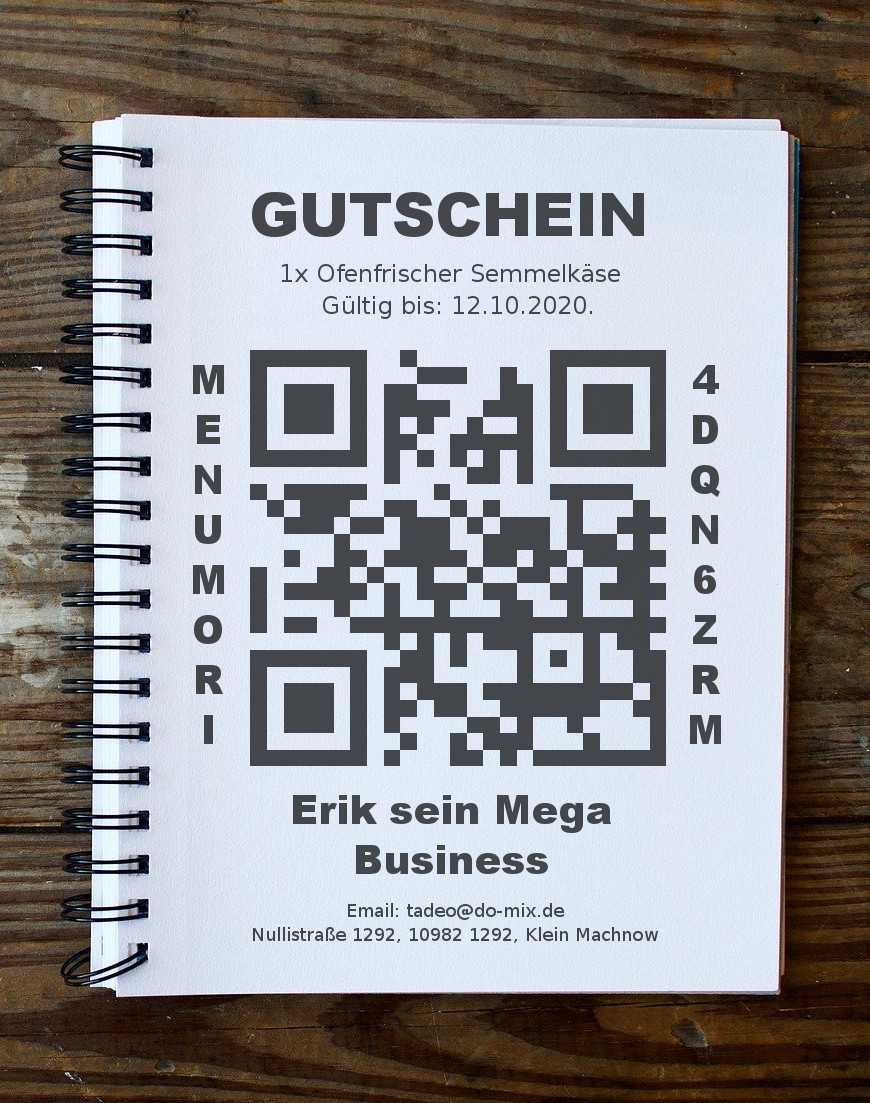 GUTSCHEIN
1x Ofenfrischer Semmelkäse
Gültig bis: 12.10.2020.
MENUMORI
4DQN6ZRM
Erik sein Mega
Business
Email: tadeo@do-mix.de
Nullistraße 1292, 10982 1292, Klein Machnow